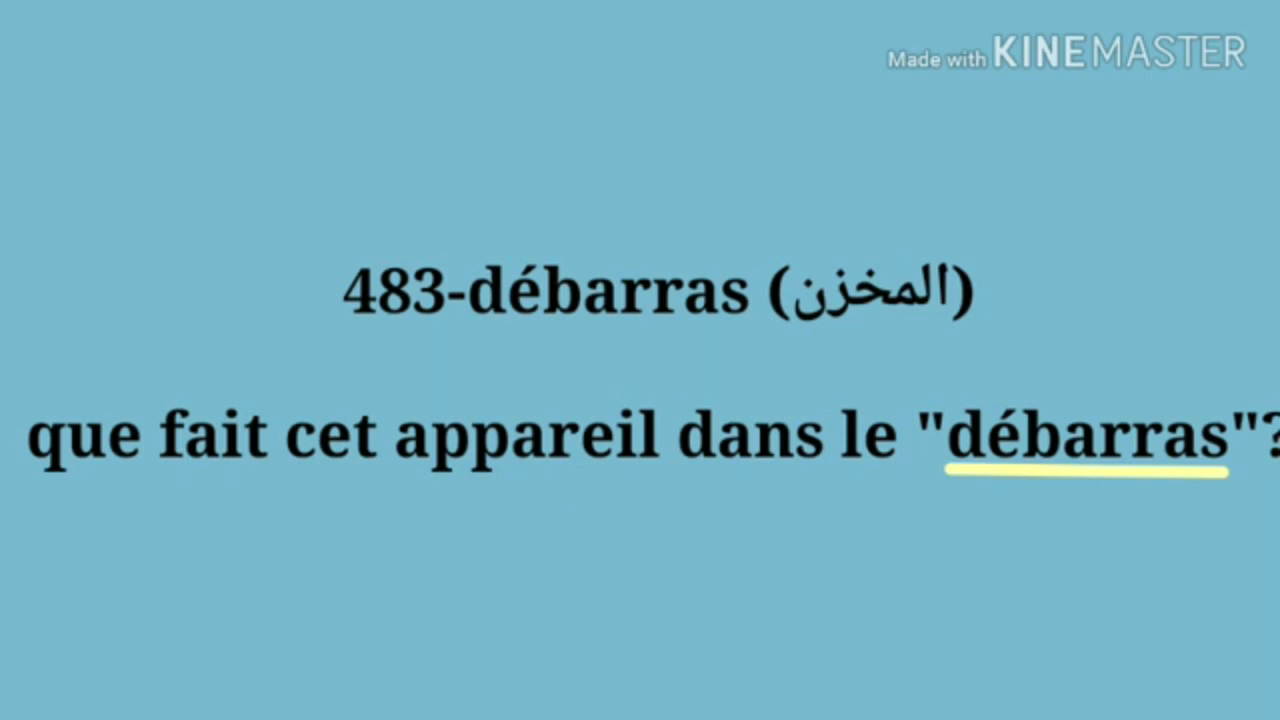 Made with KINEMASTER
483-débarras (المخزن)
que fait cet appareil dans le "débarras"?